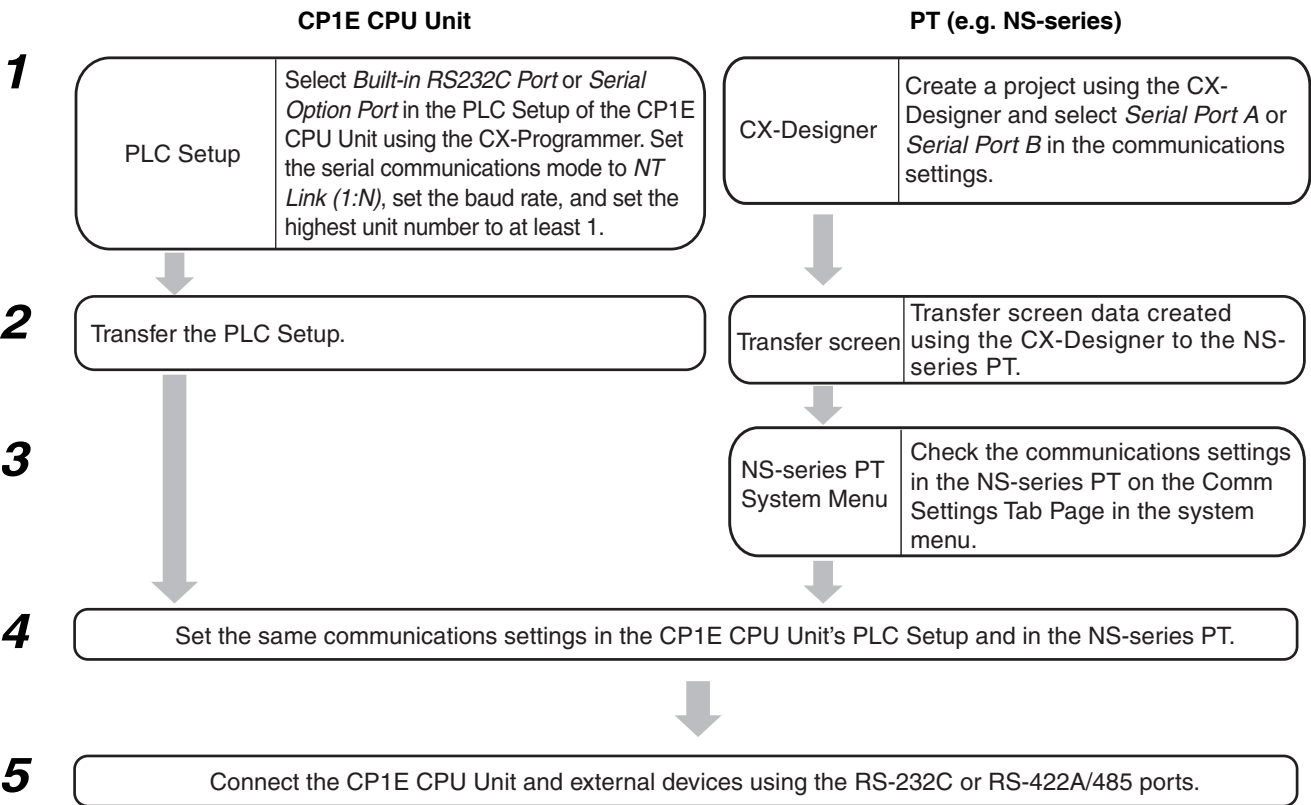 CP1E CPU Unit
PT (e.g. NS-series)
1
PLC Setup
Select Built-in RS232C Port or Serial
Option Port in the PLC Setup of the CP1E
CPU Unit using the CX-Programmer. Set
the serial communications mode to NT
Link (1:N), set the baud rate, and set the
highest unit number to at least 1.
CX-Designer
Create a project using the CX-
Designer and select Serial Port A or
Serial Port B in the communications
settings.
2
Transfer the PLC Setup.
Transfer screen
Transfer screen data created
using the CX-Designer to the NS-
series PT.
3
NS-series PT
System Menu
Check the communications settings
in the NS-series PT on the Comm
Settings Tab Page in the system
menu.
4
Set the same communications settings in the CP1E CPU Unit's PLC Setup and in the NS-series PT.
5
Connect the CP1E CPU Unit and external devices using the RS-232C or RS-422A/485 ports.